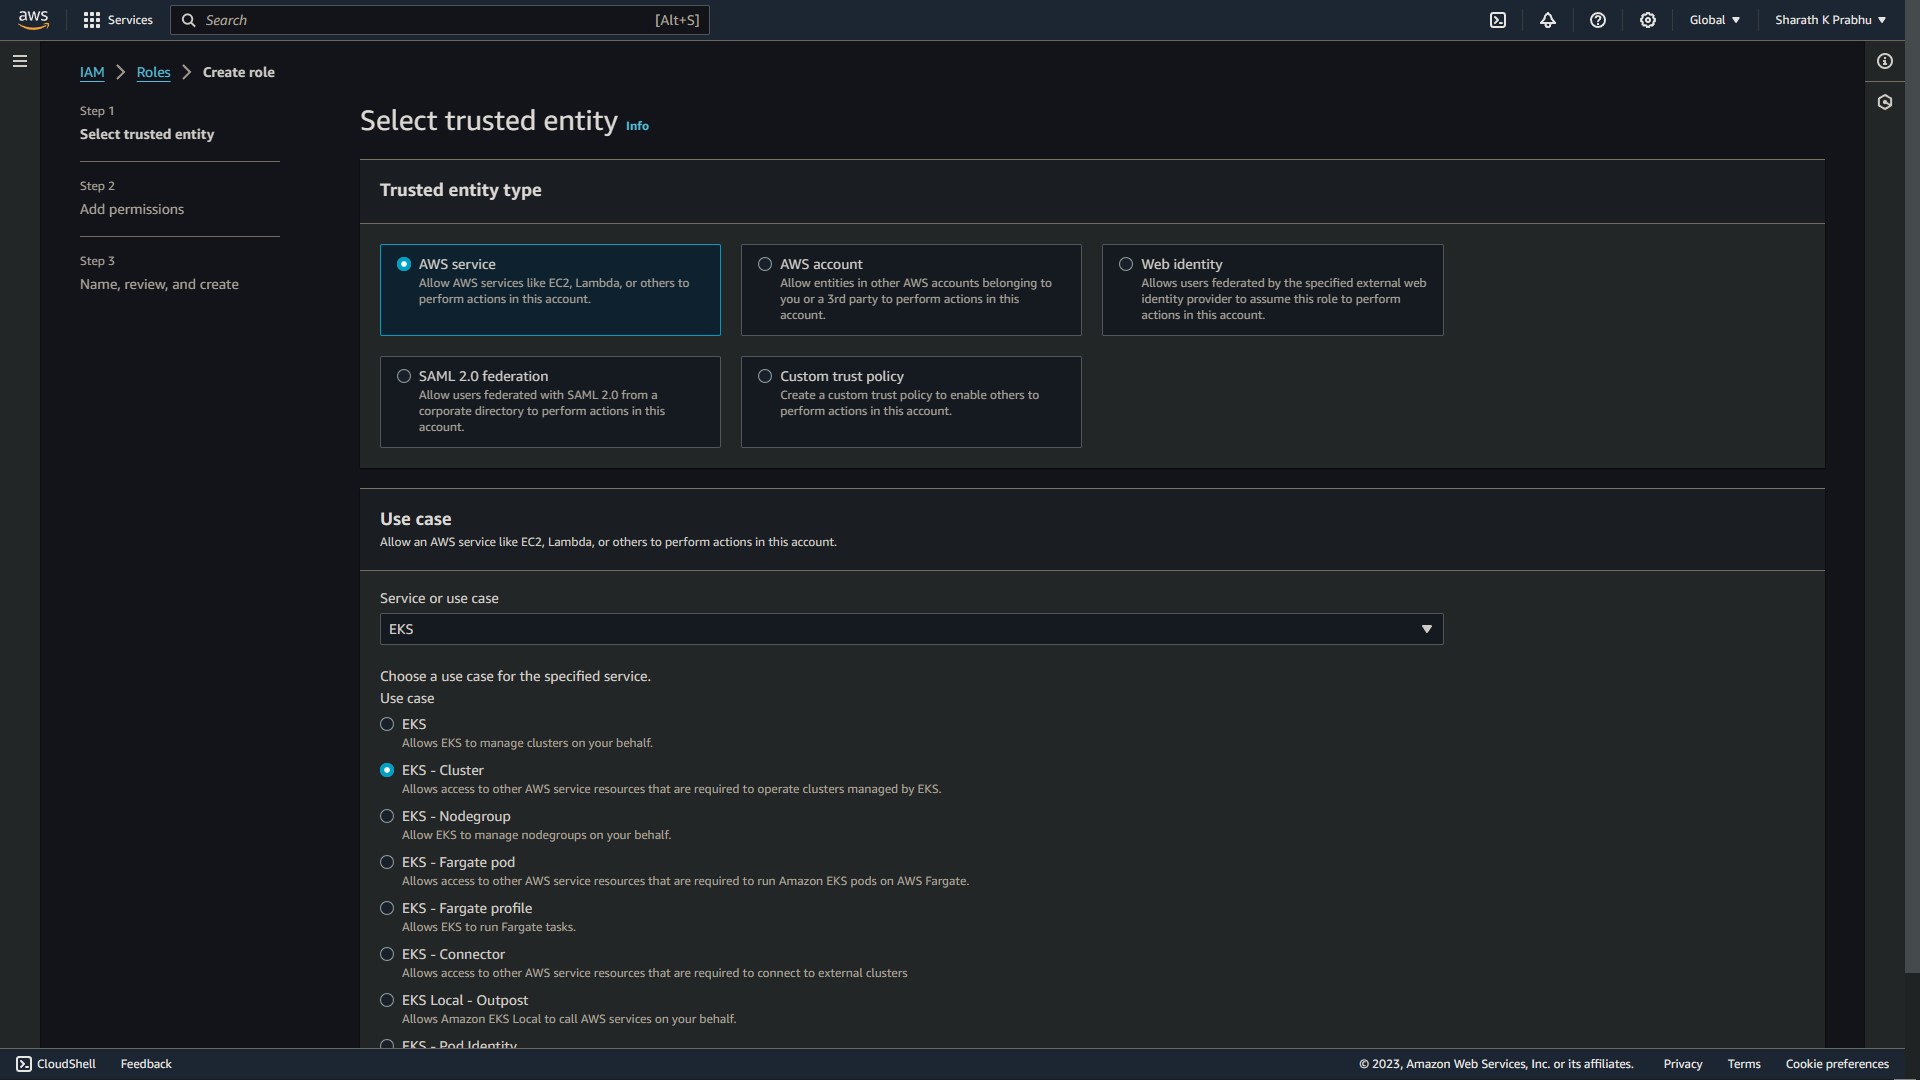 aws
Services
Search
[Alt+S]
Global
Sharath K Prabhu
IAM
Roles
Create role
Step 1
Select trusted entity
Step 2
Add permissions
Step 3
Name, review, and create
Select trusted entity
Info
Trusted entity type
AWS service
Allow AWS services like EC2, Lambda, or others to
perform actions in this account.
AWS account
Allow entities in other AWS accounts belonging to
you or a 3rd party to perform actions in this
account.
Web identity
Allows users federated by the specified external web
identity provider to assume this role to perform
actions in this account.
SAML 2.0 federation
Allow users federated with SAML 2.0 from a
corporate directory to perform actions in this
account.
Custom trust policy
Create a custom trust policy to enable others to
perform actions in this account.
Use case
Allow an AWS service like EC2, Lambda, or others to perform actions in this account.
Service or use case
EKS
Choose a use case for the specified service.
Use case
EKS
Allows EKS to manage clusters on your behalf.
EKS - Cluster
Allows access to other AWS service resources that are required to operate clusters managed by EKS.
EKS - Nodegroup
Allow EKS to manage nodegroups on your behalf.
EKS - Fargate pod
Allows access to other AWS service resources that are required to run Amazon EKS pods on AWS Fargate.
EKS - Fargate profile
Allows EKS to run Fargate tasks.
EKS - Connector
Allows access to other AWS service resources that are required to connect to external clusters
EKS Local - Outpost
Allows Amazon EKS Local to call AWS services on your behalf.
EKS - Pod Identity
CloudShell
Feedback
© 2023, Amazon Web Services, Inc. or its affiliates.
Privacy
Terms
Cookie preferences